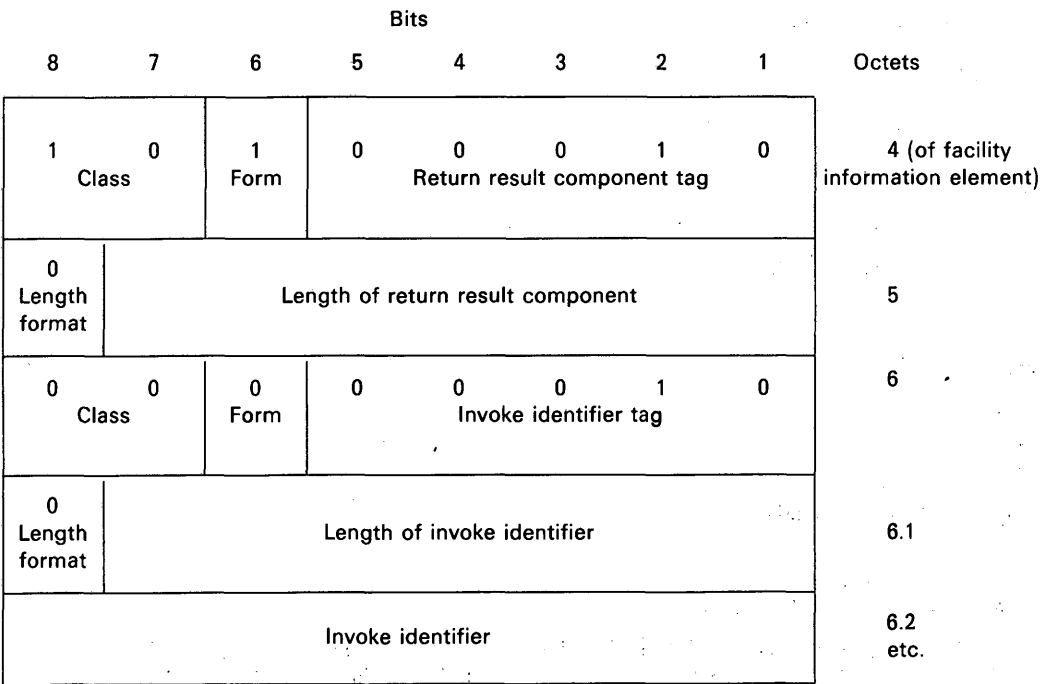 Bits
8 7 6 5 4 3 2 1 Octets
1 0 1 0 0 0 1 0 4 (of facility
Class Form Return result component tag information element)
0
Length Length of return result component 5
format
0 0 0 0 0 0 1 0 6
Class Form Invoke identifier tag
0
Length Length of invoke identifier 6.1
format
Invoke identifier 6.2
etc.